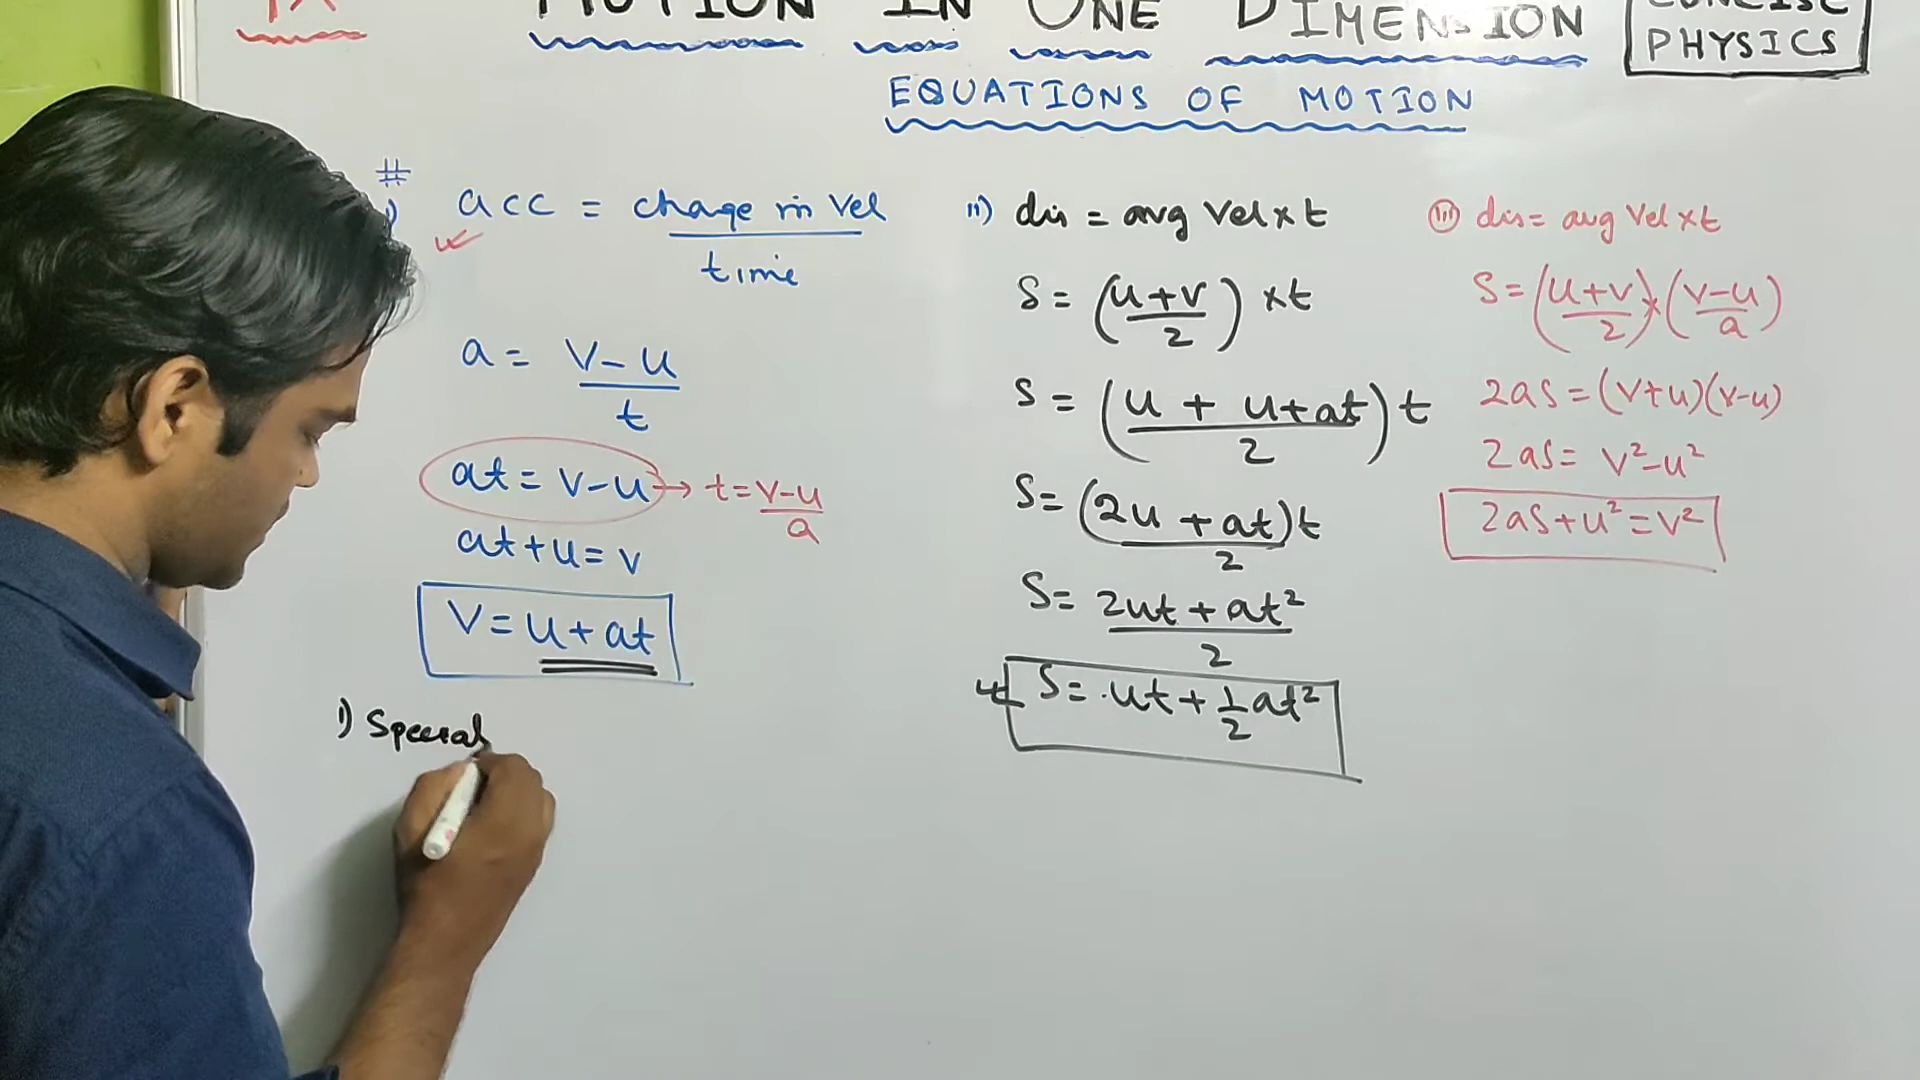 IX MOTION IN ONE DIMENSION
CONCISE
PHYSICS
EQUATIONS OF MOTION
#
i) acc = change in vel
time
a = v-u
t
at = v-u → t = v-u
a
at+u = v
v = u + at
1) Special
ii) dis = avg vel x t
S = (u+v) x t
2
S = (u + u+at) t
2
S = (2u + at) t
2
S = 2ut + at²
2
S = ut + 1 at²
2
iii) dis = avg vel x t
S = (u+v) x (v-u)
2 a
2as = (v+u)(v-u)
2as = v²-u²
2as+u² = v²